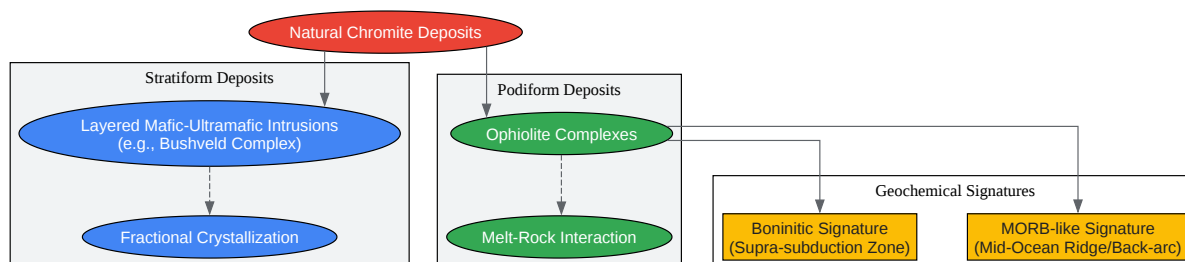 Natural Chromite Deposits
Stratiform Deposits
Podiform Deposits
Layered Mafic-Ultramafic Intrusions
(e.g., Bushveld Complex)
Ophiolite Complexes
Geochemical Signatures
Fractional Crystallization
Melt-Rock Interaction
Boninitic Signature
(Supra-subduction Zone)
MORB-like Signature
(Mid-Ocean Ridge/Back-arc)